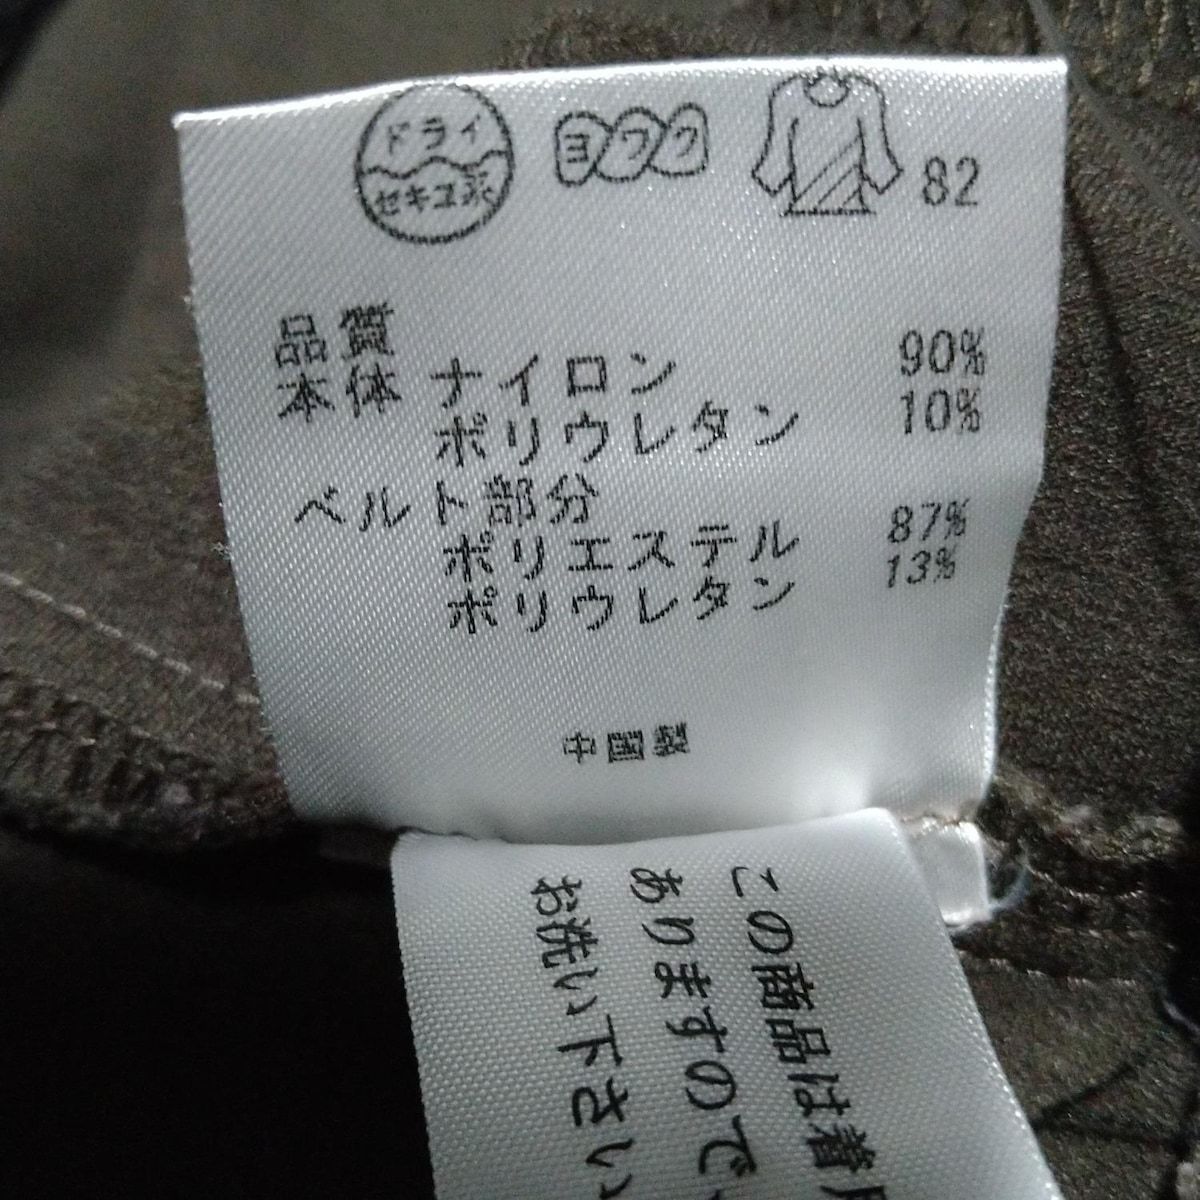 ドライ
セキユ系
ヨワク
82
品質
本体 ナイロン 90%
ポリウレタン 10%
ベルト部分
ポリエステル 87%
ポリウレタン 13%
中国製
この商品は着
ありますので
お洗い下さい